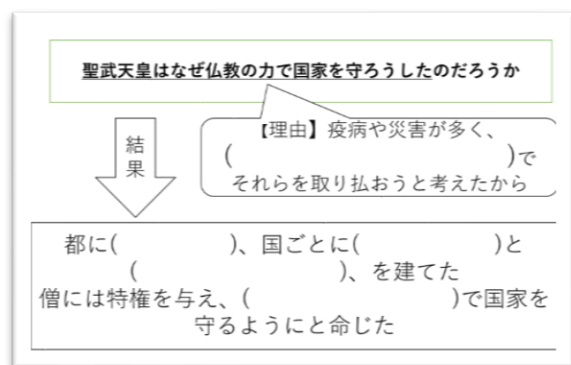 聖武天皇はなぜ仏教の力で国家を守ろうしたのだろうか
結
果
【理由】疫病や災害が多く、
(　　　　　　　　　　　　)で
それらを取り払おうと考えたから
都に(　　　　　)、国ごとに(　　　　　　)と
(　　　　　　　　　)、を建てた
僧には特権を与え、(　　　　　　　　　)で国家を
守るようにと命じた